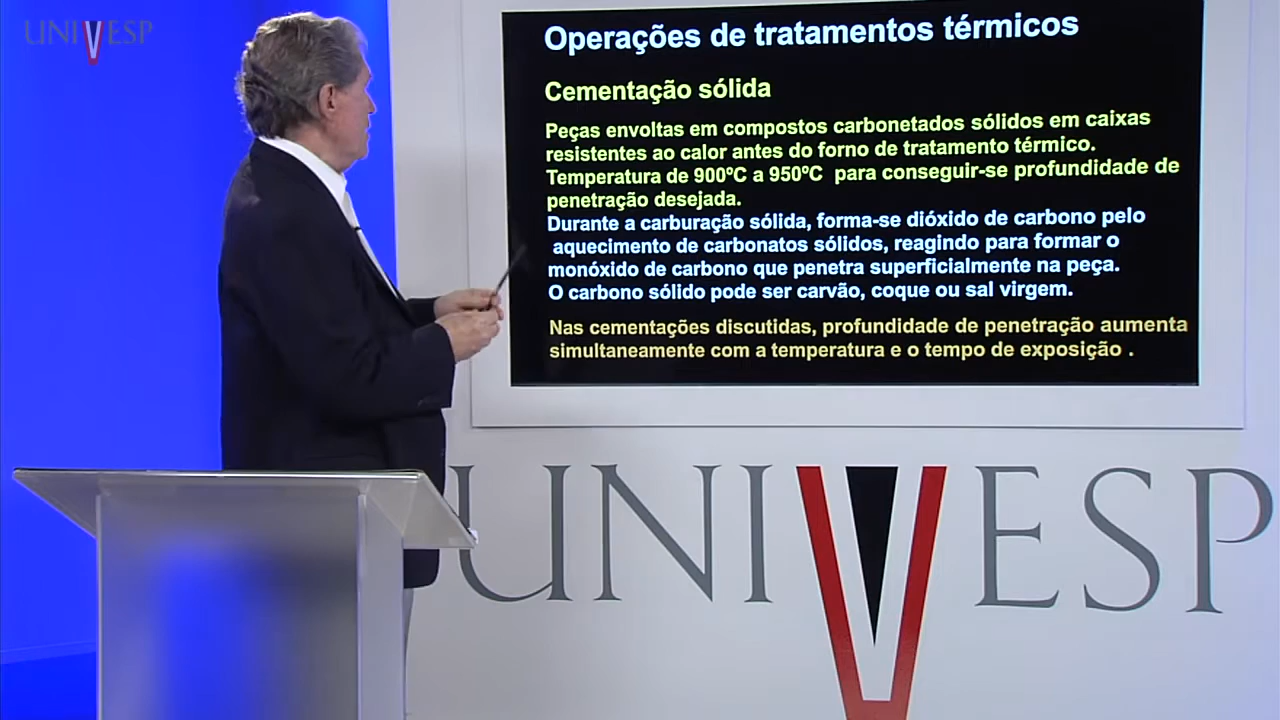 UNIVESP
Operações de tratamentos térmicos
Cementação sólida
Peças envoltas em compostos carbonetados sólidos em caixas
resistentes ao calor antes do forno de tratamento térmico.
Temperatura de 900ºC a 950ºC para conseguir-se profundidade de
penetração desejada.
Durante a carburação sólida, forma-se dióxido de carbono pelo
aquecimento de carbonatos sólidos, reagindo para formar o
monóxido de carbono que penetra superficialmente na peça.
O carbono sólido pode ser carvão, coque ou sal virgem.
Nas cementações discutidas, profundidade de penetração aumenta
simultaneamente com a temperatura e o tempo de exposição .
UNIVESP